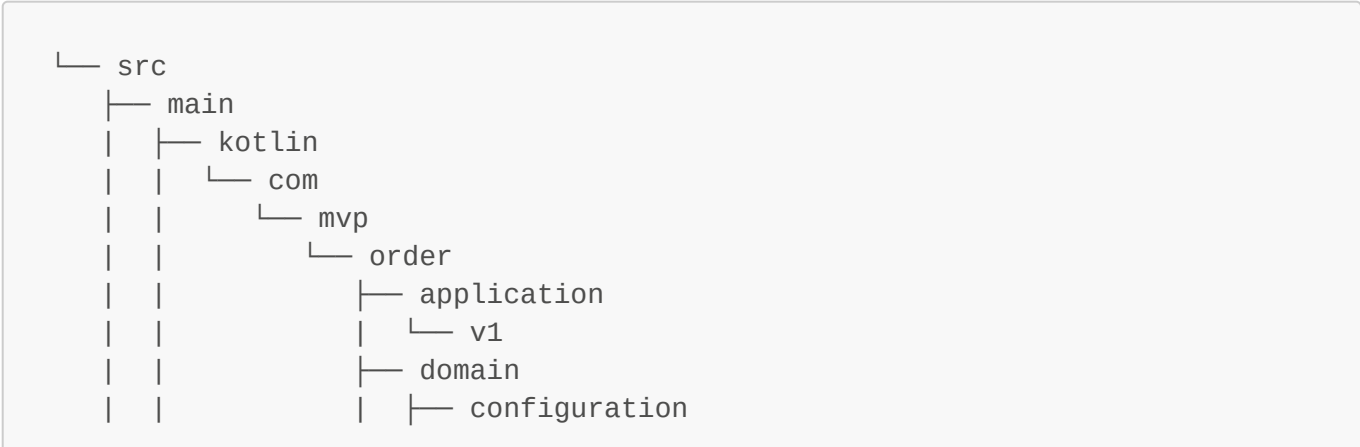 └── src
   ├── main
   |  ├── kotlin
   |  |  └── com
   |  |     └── mvp
   |  |        └── order
   |  |           ├── application
   |  |           |  └── v1
   |  |           ├── domain
   |  |           |  ├── configuration